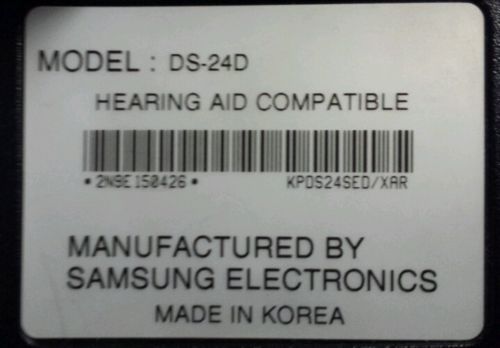 MODEL : DS-24D
HEARING AID COMPATIBLE
• 2N9E150426 • KPDS24SED/XAR
MANUFACTURED BY
SAMSUNG ELECTRONICS
MADE IN KOREA